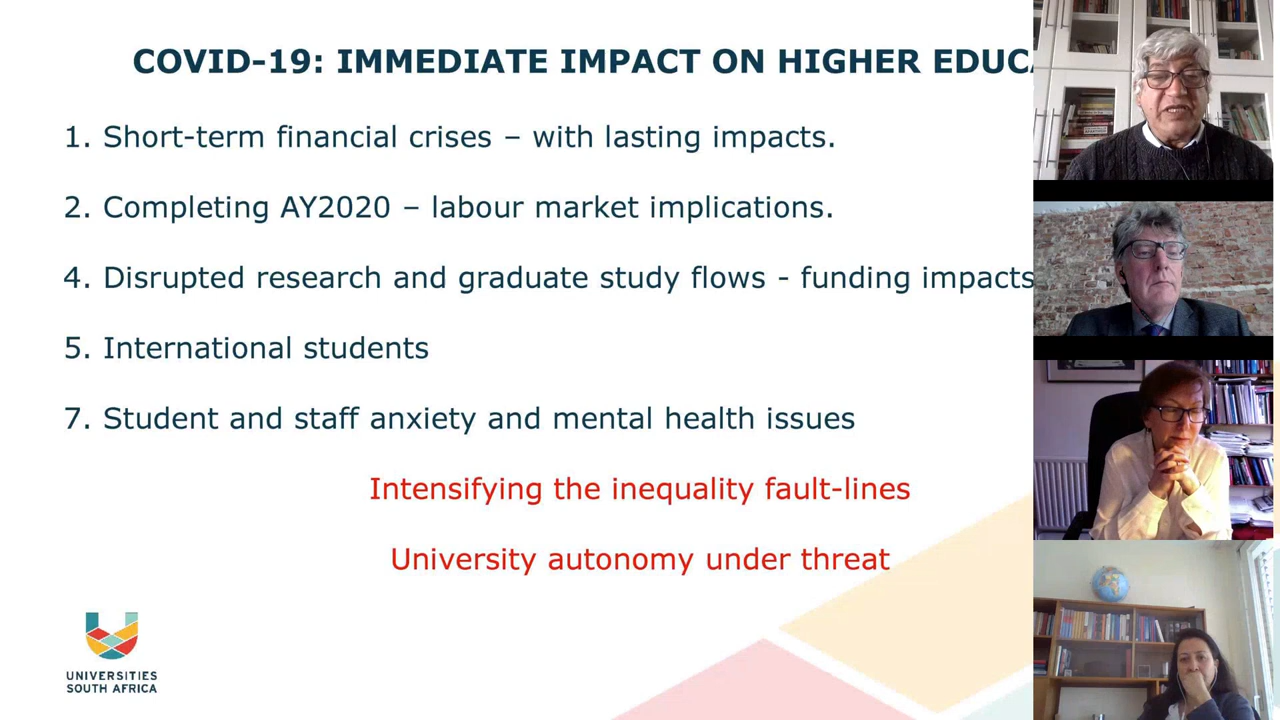 COVID-19: IMMEDIATE IMPACT ON HIGHER EDUCA
1. Short-term financial crises – with lasting impacts.
2. Completing AY2020 – labour market implications.
4. Disrupted research and graduate study flows - funding impacts
5. International students
7. Student and staff anxiety and mental health issues
Intensifying the inequality fault-lines
University autonomy under threat
UNIVERSITIES
SOUTH AFRICA